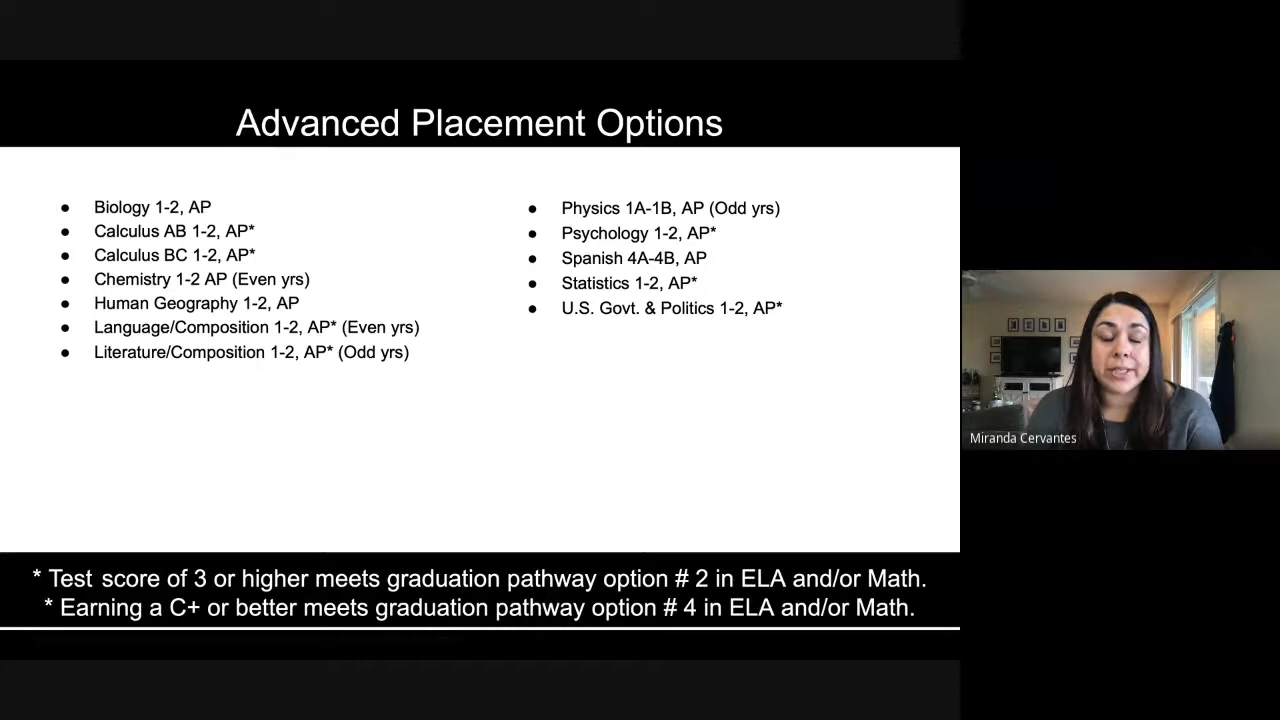 Advanced Placement Options
● Biology 1-2, AP
● Calculus AB 1-2, AP*
● Calculus BC 1-2, AP*
● Chemistry 1-2 AP (Even yrs)
● Human Geography 1-2, AP
● Language/Composition 1-2, AP* (Even yrs)
● Literature/Composition 1-2, AP* (Odd yrs)
● Physics 1A-1B, AP (Odd yrs)
● Psychology 1-2, AP*
● Spanish 4A-4B, AP
● Statistics 1-2, AP*
● U.S. Govt. & Politics 1-2, AP*
* Test score of 3 or higher meets graduation pathway option # 2 in ELA and/or Math.
* Earning a C+ or better meets graduation pathway option # 4 in ELA and/or Math.
Miranda Cervantes